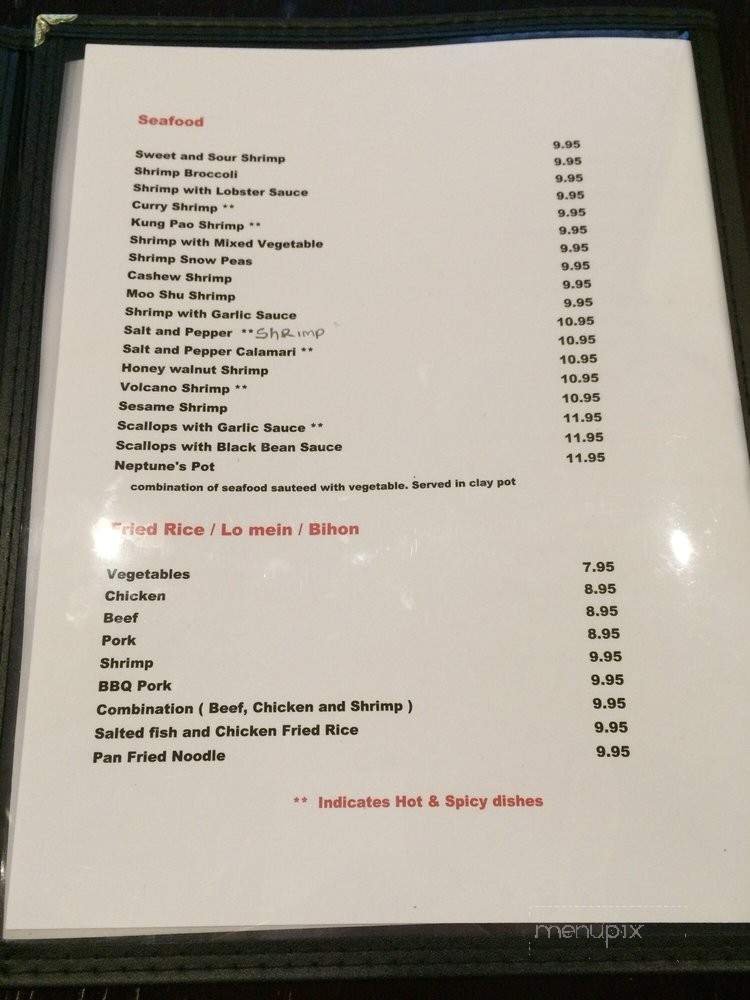 Seafood
Sweet and Sour Shrimp 9.95
Shrimp Broccoli 9.95
Shrimp with Lobster Sauce 9.95
Curry Shrimp ** 9.95
Kung Pao Shrimp ** 9.95
Shrimp with Mixed Vegetable 9.95
Shrimp Snow Peas 9.95
Cashew Shrimp 9.95
Moo Shu Shrimp 9.95
Shrimp with Garlic Sauce 9.95
Salt and Pepper ** Shrimp 10.95
Salt and Pepper Calamari ** 10.95
Honey walnut Shrimp 10.95
Volcano Shrimp ** 10.95
Sesame Shrimp 10.95
Scallops with Garlic Sauce ** 11.95
Scallops with Black Bean Sauce 11.95
Neptune's Pot 11.95
combination of seafood sauteed with vegetable. Served in clay pot
Fried Rice / Lo mein / Bihon
Vegetables 7.95
Chicken 8.95
Beef 8.95
Pork 8.95
Shrimp 9.95
BBQ Pork 9.95
Combination ( Beef, Chicken and Shrimp ) 9.95
Salted fish and Chicken Fried Rice 9.95
Pan Fried Noodle 9.95
** Indicates Hot & Spicy dishes
menupix